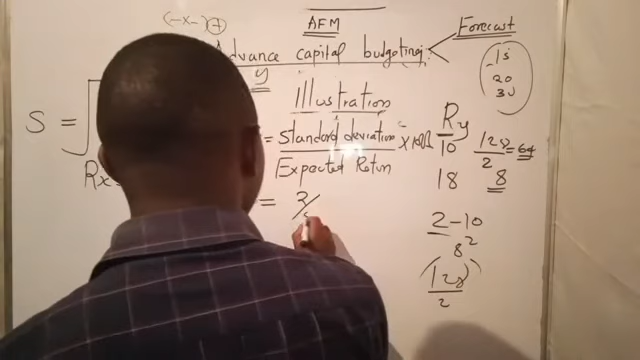 (-x-) +
AFM
Forecast
Advance capital budgeting
y
15
20
30
Illustration
S =
= Standard deviation × 100%
Expected Return
Rx
Ry
10
18
128 = 64
2
8
= 2/
2 - 10
8²
(128)
2